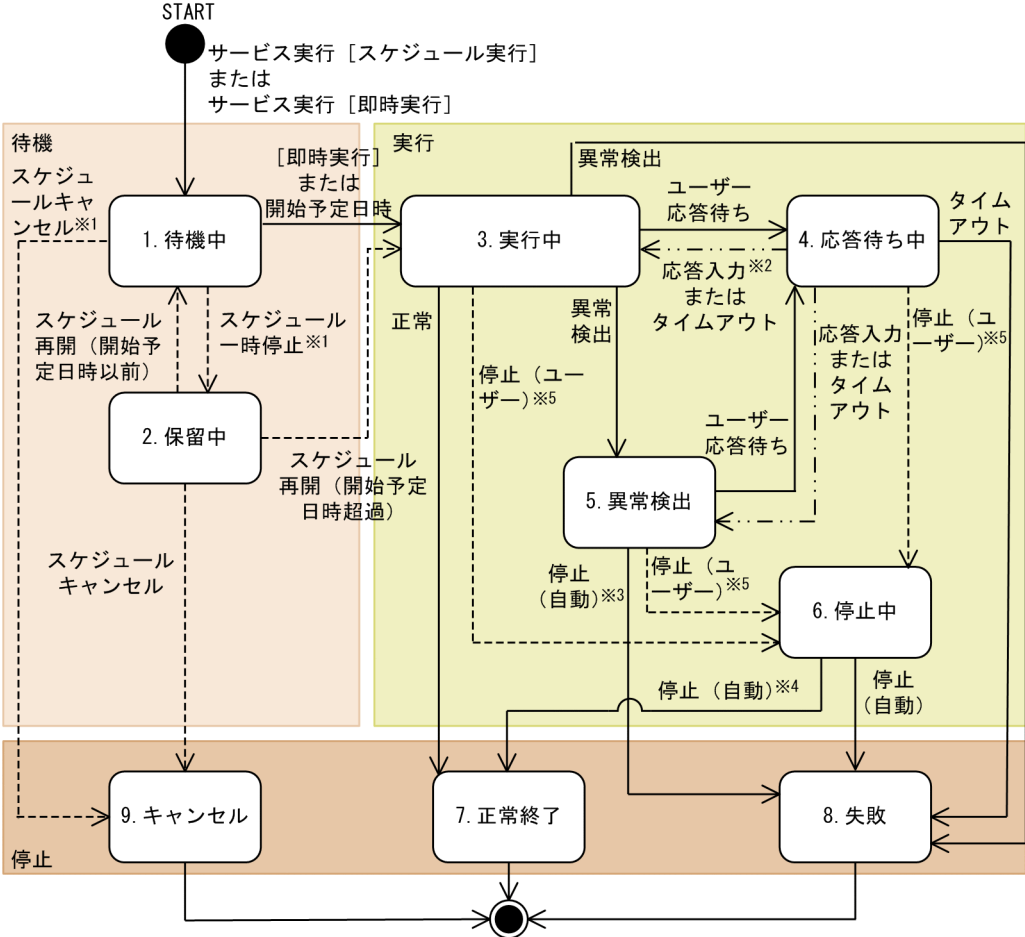 START
サービス実行［スケジュール実行］
または
サービス実行［即時実行］
待機
スケジュ
ールキャ
ンセル※1
［即時実行］
または
開始予定日時
1.待機中
スケジュール
再開（開始予
定日時以前）
スケジュール
一時停止※1
2.保留中
スケジュール
再開（開始予定
日時超過）
スケジュール
キャンセル
実行
異常検出
3.実行中
ユーザー
応答待ち
4.応答待ち中
タイム
アウト
応答入力※2
または
タイムアウト
正常
異常
検出
停止（ユー
ザー）※5
応答入力
または
タイム
アウト
停止（ユ
ーザー）※5
ユーザー
応答待ち
5.異常検出
停止
（自動）※3
停止（ユ
ーザー）※5
6.停止中
停止（自動）※4
停止
（自動）
9.キャンセル
7.正常終了
8.失敗
停止